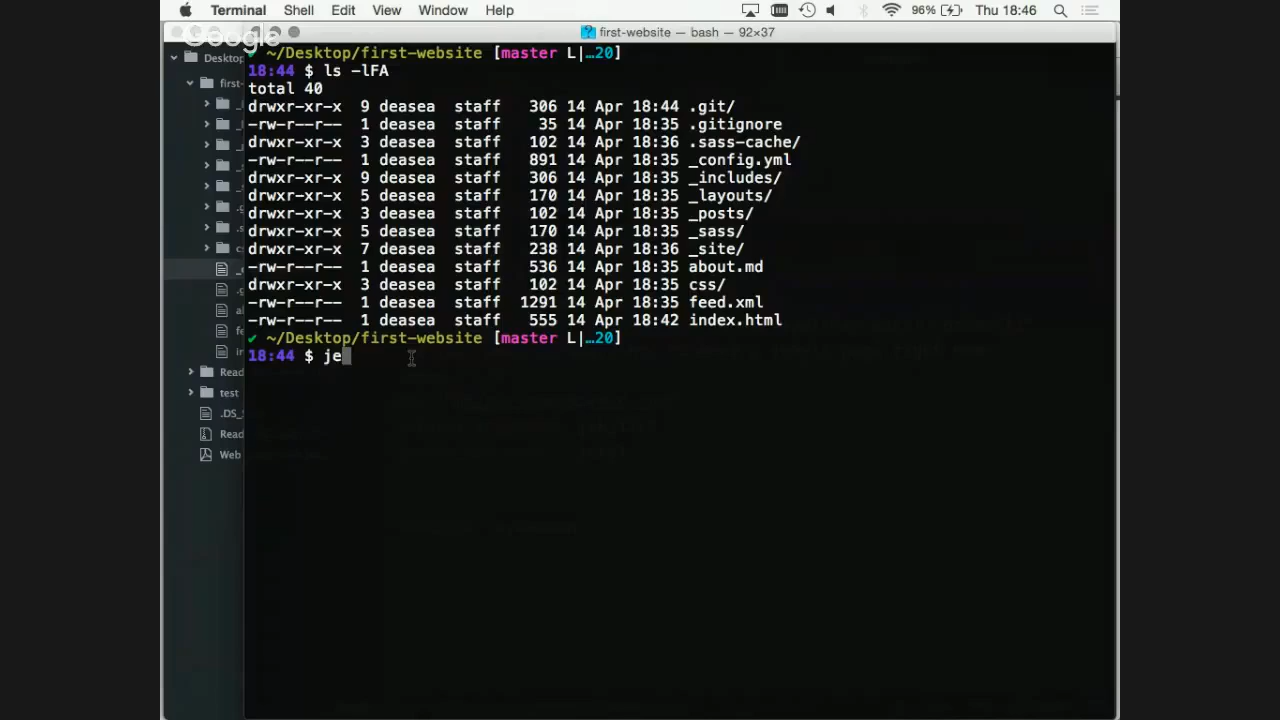 Terminal Shell Edit View Window Help 96% Thu 18:46
Google
first-website — bash — 92×37
✔ ~/Desktop/first-website [master L|…20]
18:44 $ ls -lFA
total 40
drwxr-xr-x 9 deasea staff 306 14 Apr 18:44 .git/
-rw-r--r-- 1 deasea staff 35 14 Apr 18:35 .gitignore
drwxr-xr-x 3 deasea staff 102 14 Apr 18:36 .sass-cache/
-rw-r--r-- 1 deasea staff 891 14 Apr 18:35 _config.yml
drwxr-xr-x 9 deasea staff 306 14 Apr 18:35 _includes/
drwxr-xr-x 5 deasea staff 170 14 Apr 18:35 _layouts/
drwxr-xr-x 3 deasea staff 102 14 Apr 18:35 _posts/
drwxr-xr-x 5 deasea staff 170 14 Apr 18:35 _sass/
drwxr-xr-x 7 deasea staff 238 14 Apr 18:36 _site/
-rw-r--r-- 1 deasea staff 536 14 Apr 18:35 about.md
drwxr-xr-x 3 deasea staff 102 14 Apr 18:35 css/
-rw-r--r-- 1 deasea staff 1291 14 Apr 18:35 feed.xml
-rw-r--r-- 1 deasea staff 555 14 Apr 18:42 index.html
✔ ~/Desktop/first-website [master L|…20]
18:44 $ je
Desktop
first-
Read
test
.DS_S
Read
Web